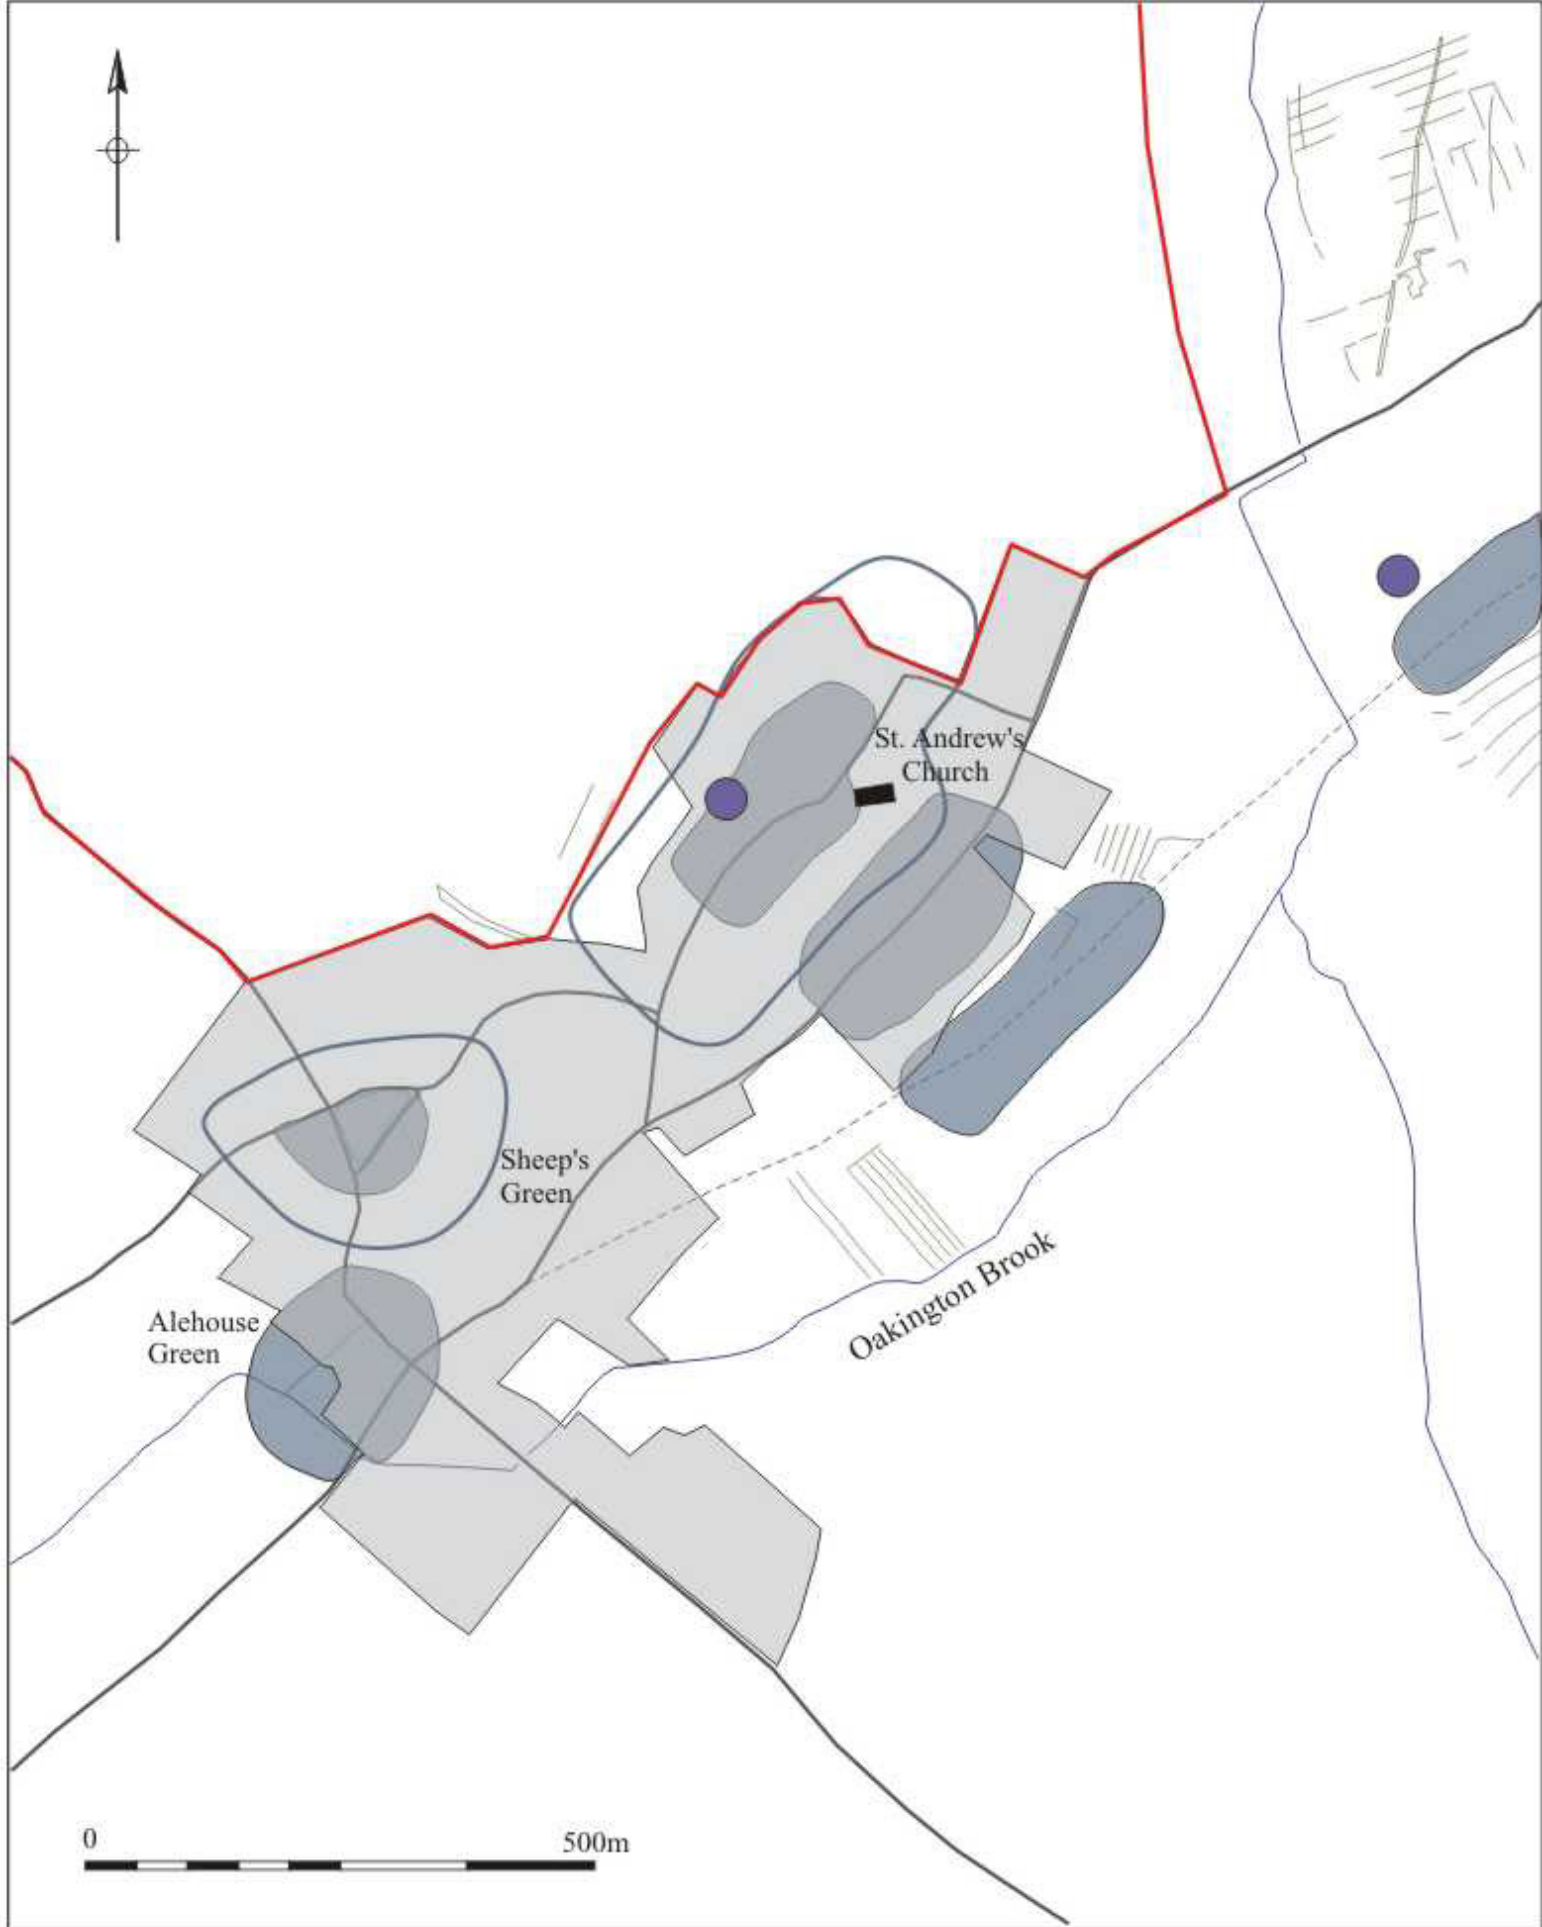 St. Andrew's
Church
Sheep's
Green
Alehouse
Green
Oakington Brook
0 500m